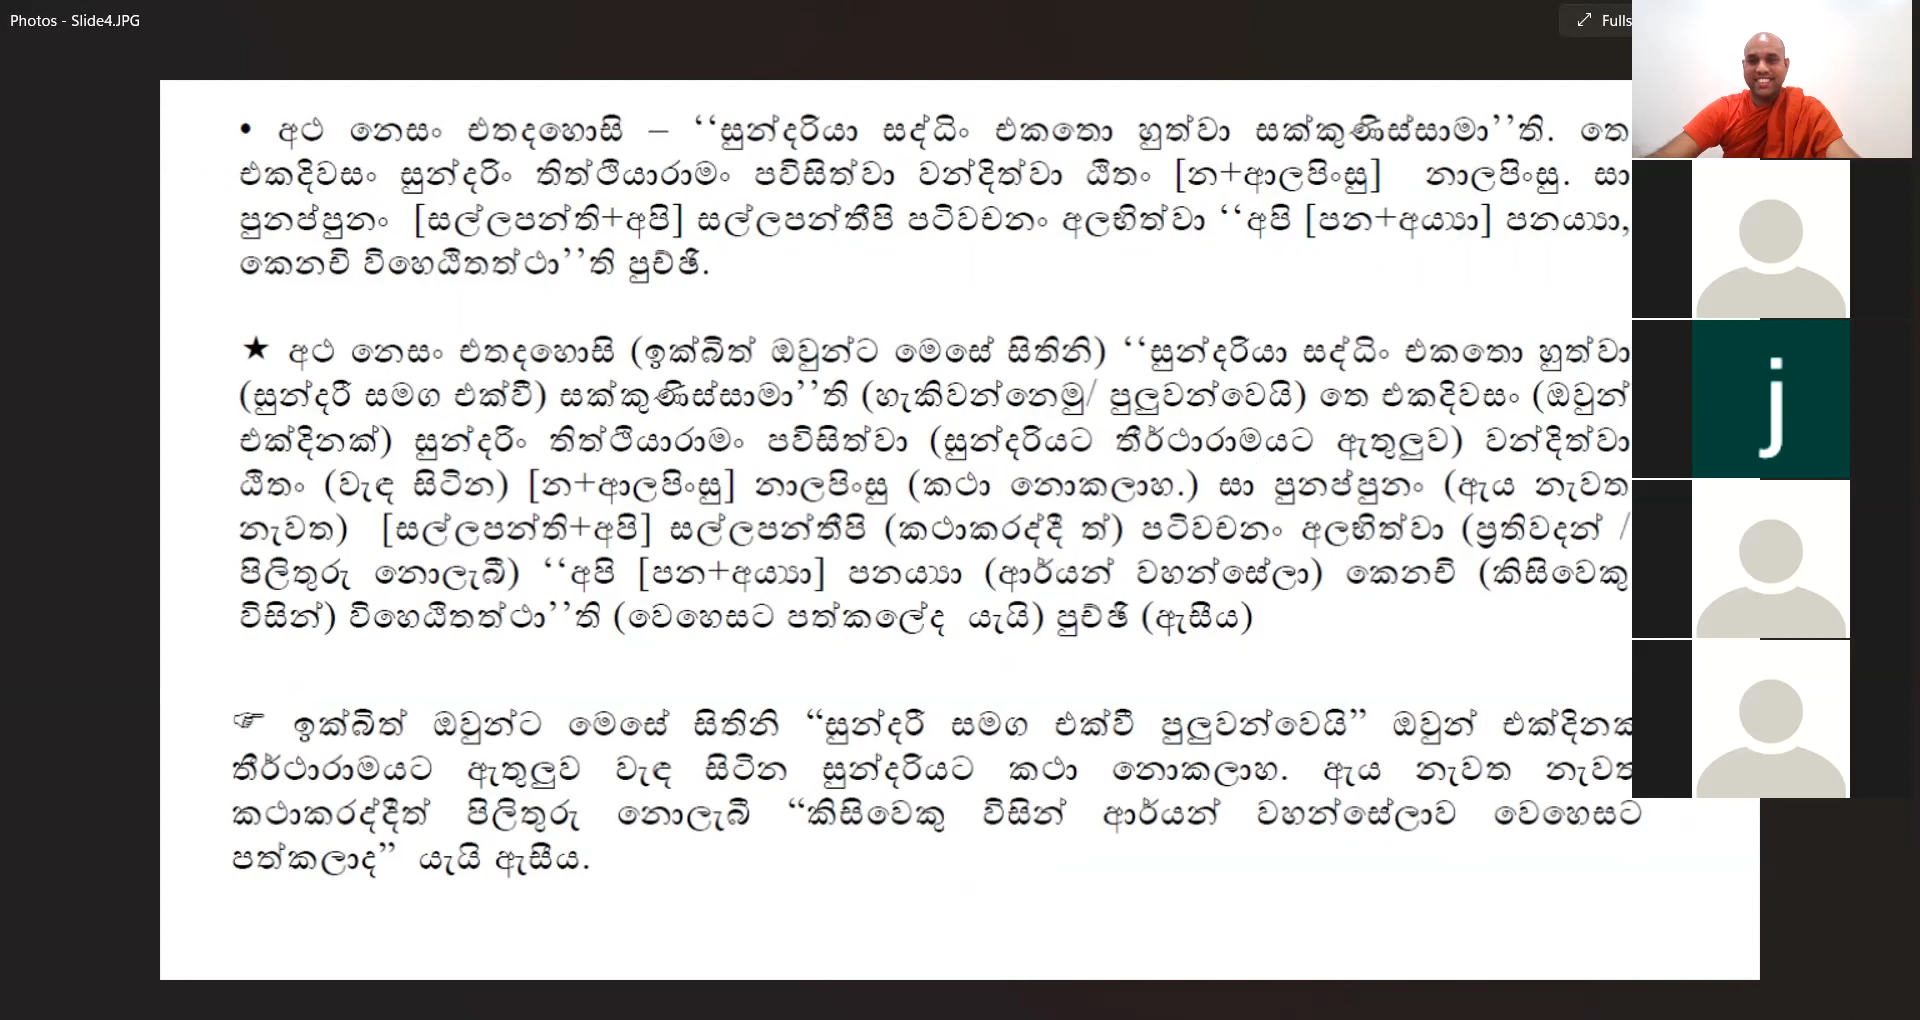 Photos - Slide4.JPG
Fulls
• අථ නෙසං එතදහොසි – ‘‘සුන්දරියා සද්ධිං එකතො හුත්වා සක්කුණිස්සාමා’’ති. තෙ
එකදිවසං සුන්දරිං තිත්ථියාරාමං පවිසිත්වා වන්දිත්වා ඨිතං [න+ආලපිංසු] නාලපිංසු. සා
පුනප්පුනං [සල්ලපන්ති+අපි] සල්ලපන්තීපි පටිවචනං අලභිත්වා ‘‘අපි [පන+අය්‍යා] පනය්‍යා,
කෙනචි විහෙඨිතත්ථා’’ති පුච්ඡි.
★ අථ නෙසං එතදහොසි (ඉක්බිත් ඔවුන්ට මෙසේ සිතිනි) ‘‘සුන්දරියා සද්ධිං එකතො හුත්වා
(සුන්දරී සමග එක්වී) සක්කුණිස්සාමා’’ති (හැකිවන්නෙමු/ පුලුවන්වෙයි) තෙ එකදිවසං (ඔවුන්
එක්දිනක්) සුන්දරිං තිත්ථියාරාමං පවිසිත්වා (සුන්දරියට තීර්ථාරාමයට ඇතුලුව) වන්දිත්වා
ඨිතං (වැඳ සිටින) [න+ආලපිංසු] නාලපිංසු (කථා නොකලාහ.) සා පුනප්පුනං (ඇය නැවත
නැවත) [සල්ලපන්ති+අපි] සල්ලපන්තීපි (කථාකරද්දී ත්) පටිවචනං අලභිත්වා (ප්‍රතිවදන් /
පිලිතුරු නොලැබී) ‘‘අපි [පන+අය්‍යා] පනය්‍යා (ආර්යන් වහන්සේලා) කෙනචි (කිසිවෙකු
විසින්) විහෙඨිතත්ථා’’ති (වෙහෙසට පත්කලේද යැයි) පුච්ඡි (ඇසීය)
☞ ඉක්බිත් ඔවුන්ට මෙසේ සිතිනි “සුන්දරී සමග එක්වී පුලුවන්වෙයි” ඔවුන් එක්දිනක්
තීර්ථාරාමයට ඇතුලුව වැඳ සිටින සුන්දරියට කථා නොකලාහ. ඇය නැවත නැවත
කථාකරද්දීත් පිලිතුරු නොලැබී “කිසිවෙකු විසින් ආර්යන් වහන්සේලාව වෙහෙසට
පත්කලාද” යැයි ඇසීය.
j